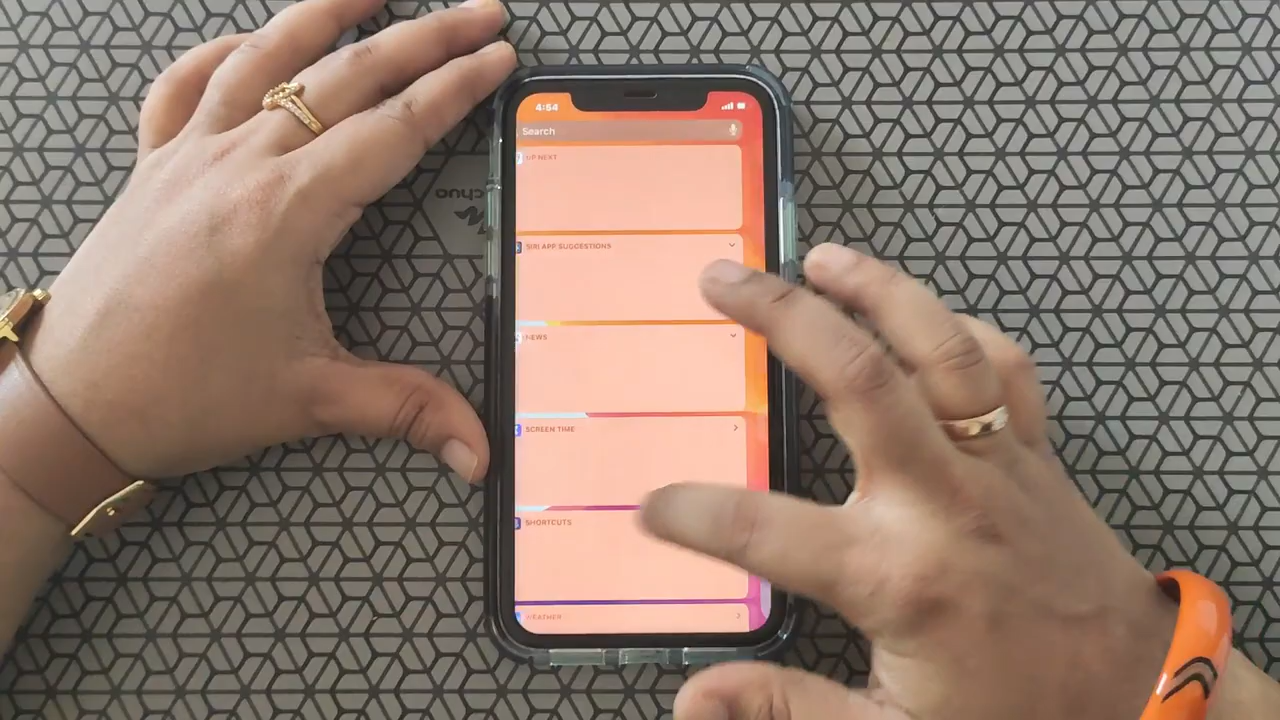 4:54
Search
UP NEXT
SIRI APP SUGGESTIONS
NEWS
SCREEN TIME
SHORTCUTS
WEATHER